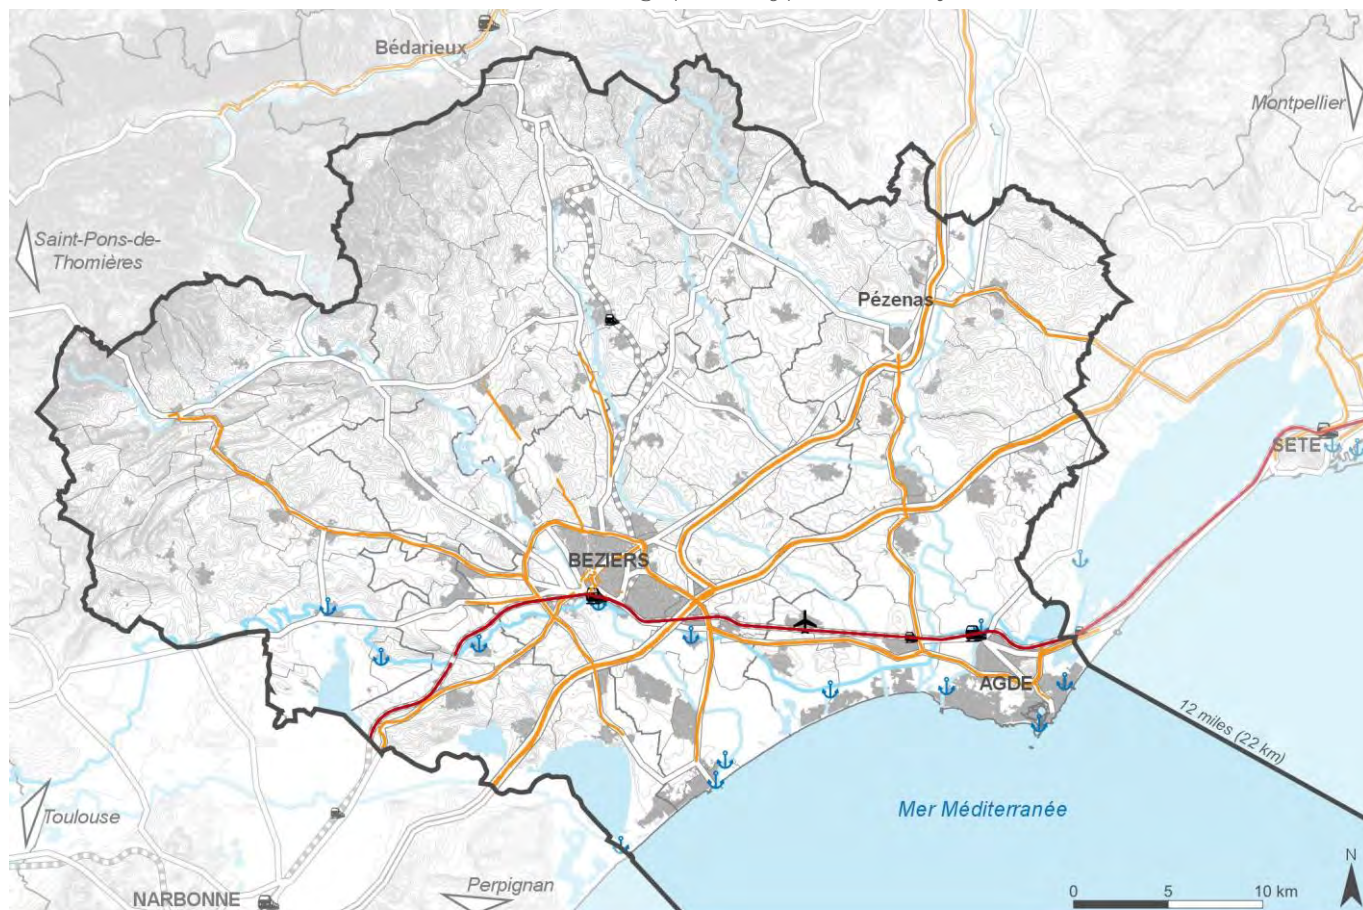 Bédarieux
Montpellier
Saint-Pons-de-
Thomières
Pézenas
SETE
BEZIERS
AGDE
12 miles (22 km)
Mer Méditerranée
Toulouse
Perpignan
NARBONNE
N
0 5 10 km